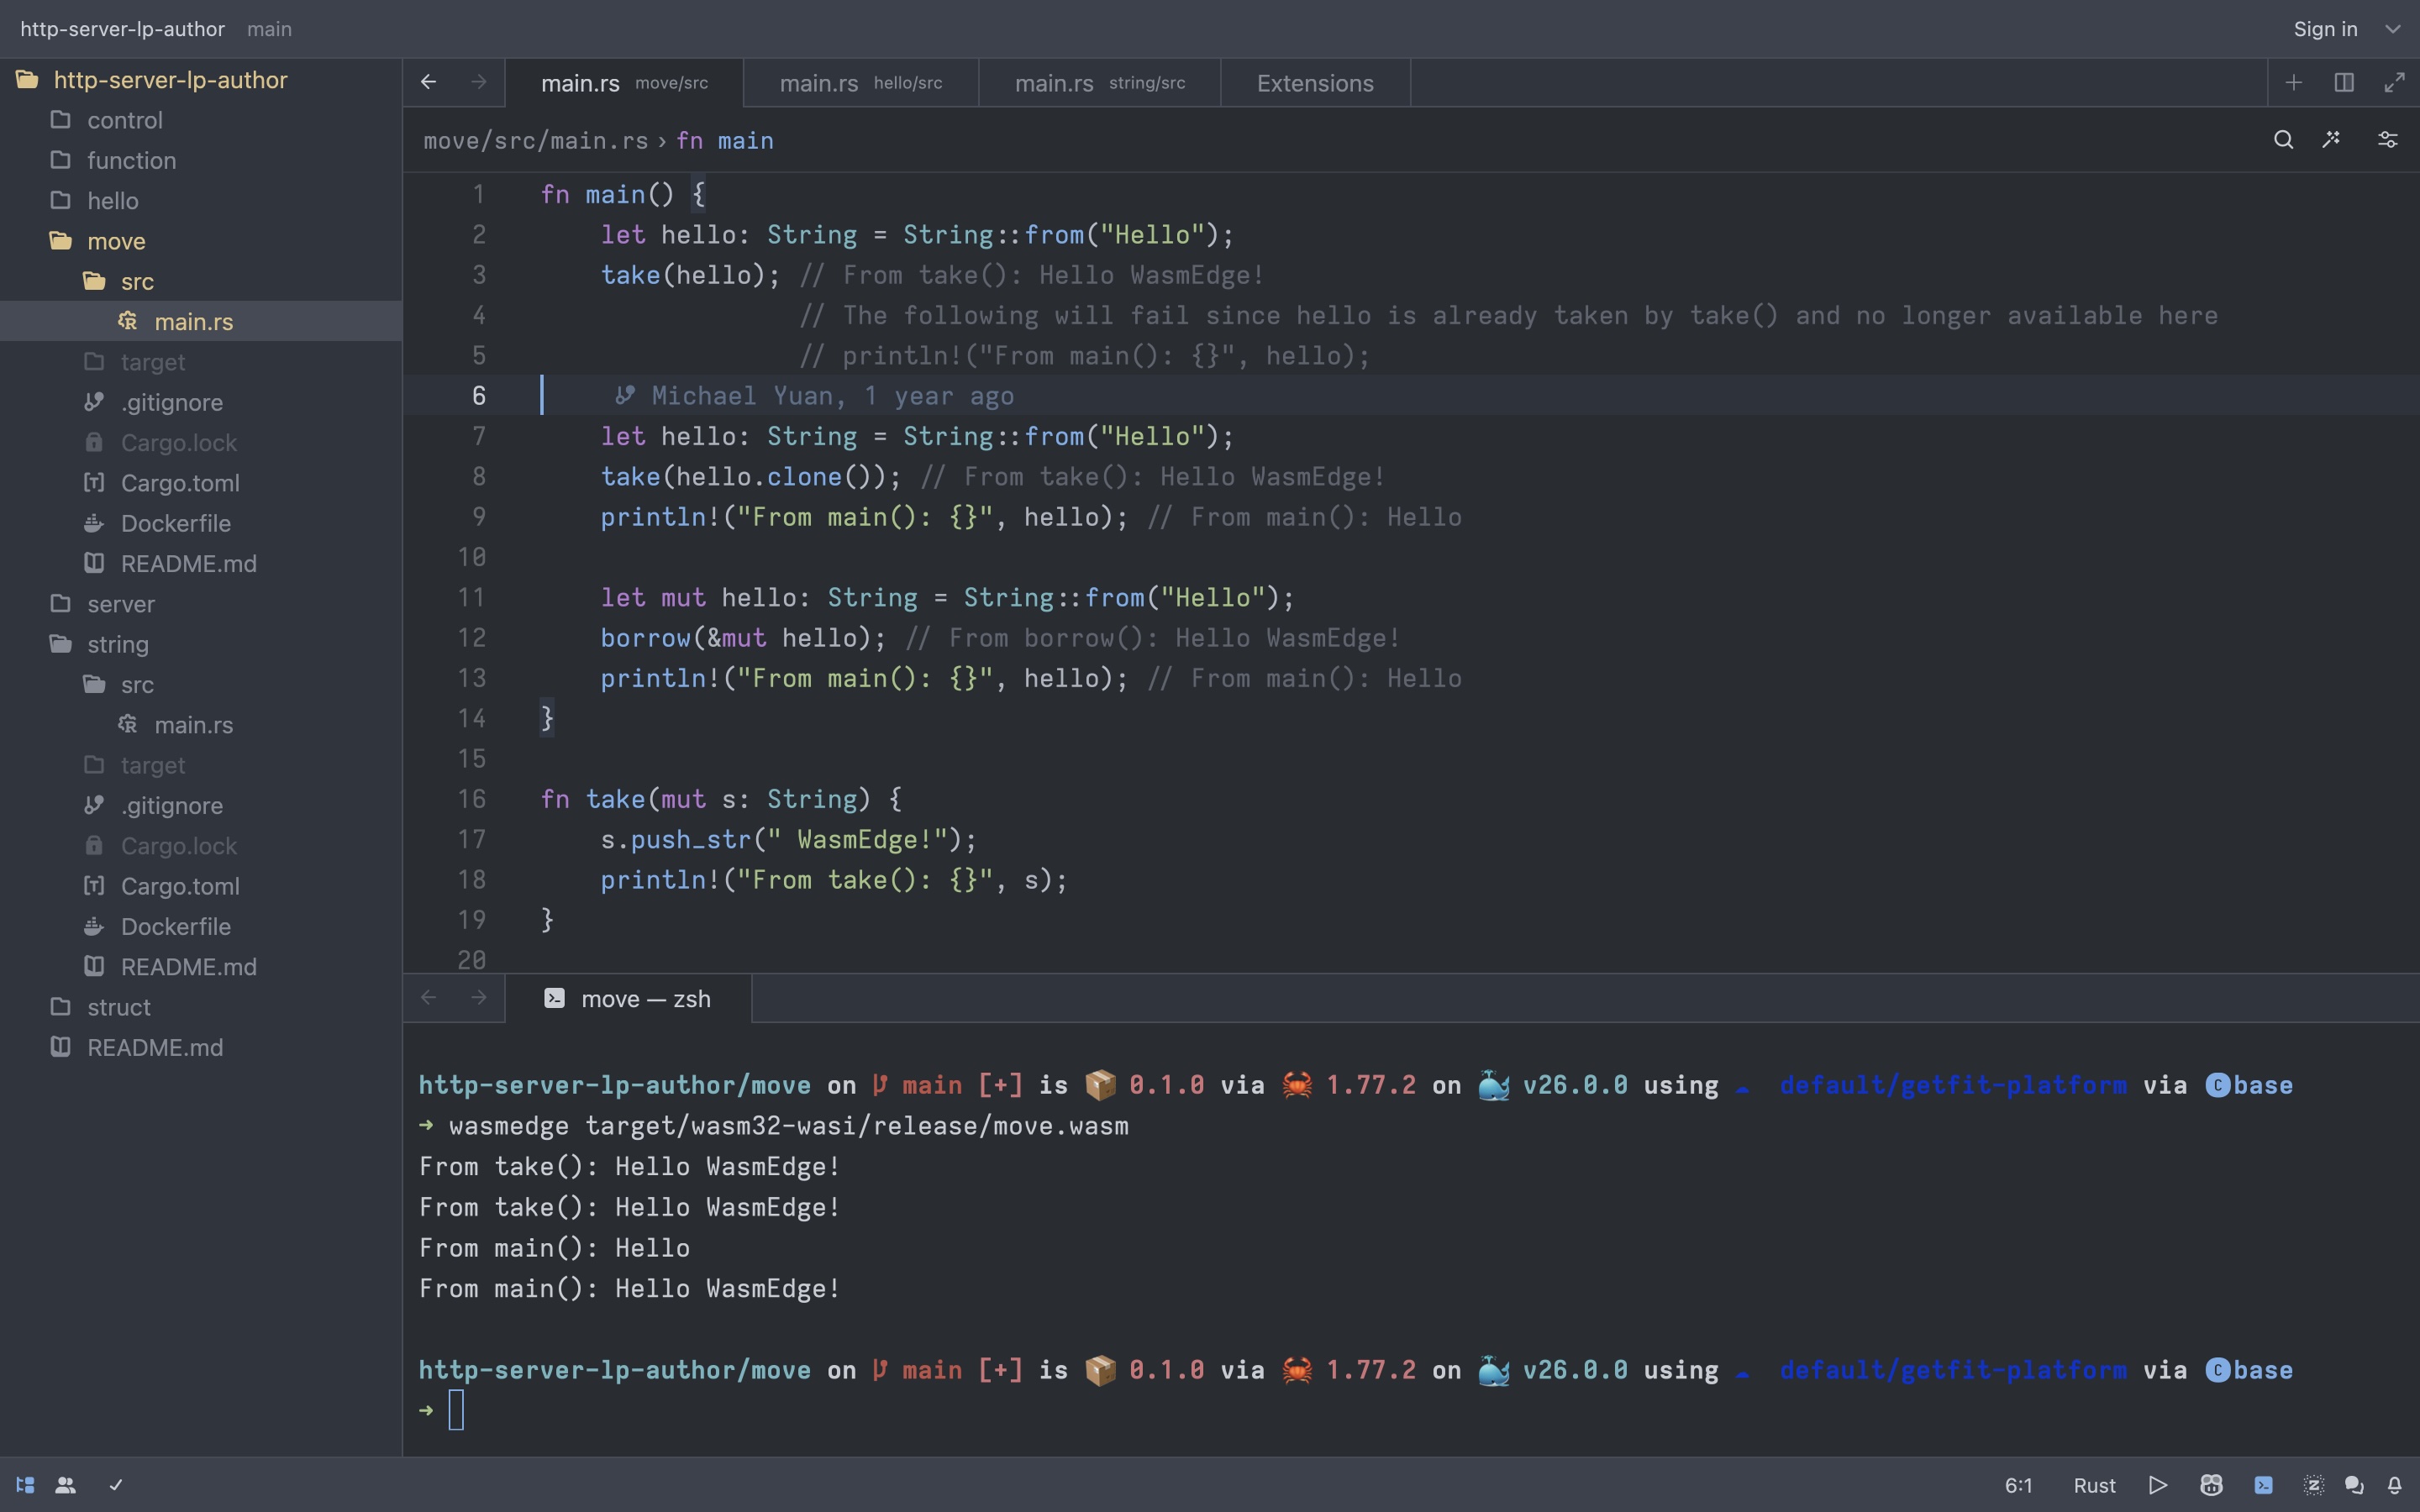 http-server-lp-author main
Sign in
http-server-lp-author
control
function
hello
move
src
main.rs
target
.gitignore
Cargo.lock
Cargo.toml
Dockerfile
README.md
server
string
src
main.rs
target
.gitignore
Cargo.lock
Cargo.toml
Dockerfile
README.md
struct
README.md
main.rs move/src
main.rs hello/src
main.rs string/src
Extensions
move/src/main.rs › fn main
1 fn main() {
2 let hello: String = String::from("Hello");
3 take(hello); // From take(): Hello WasmEdge!
4 // The following will fail since hello is already taken by take() and no longer available here
5 // println!("From main(): {}", hello);
6 Michael Yuan, 1 year ago
7 let hello: String = String::from("Hello");
8 take(hello.clone()); // From take(): Hello WasmEdge!
9 println!("From main(): {}", hello); // From main(): Hello
10
11 let mut hello: String = String::from("Hello");
12 borrow(&mut hello); // From borrow(): Hello WasmEdge!
13 println!("From main(): {}", hello); // From main(): Hello
14 }
15
16 fn take(mut s: String) {
17 s.push_str(" WasmEdge!");
18 println!("From take(): {}", s);
19 }
20
move — zsh
http-server-lp-author/move on main [+] is 📦 0.1.0 via 🦀 1.77.2 on 🐳 v26.0.0 using ☁ default/getfit-platform via 🅒 base
➜ wasmedge target/wasm32-wasi/release/move.wasm
From take(): Hello WasmEdge!
From take(): Hello WasmEdge!
From main(): Hello
From main(): Hello WasmEdge!
http-server-lp-author/move on main [+] is 📦 0.1.0 via 🦀 1.77.2 on 🐳 v26.0.0 using ☁ default/getfit-platform via 🅒 base
➜
6:1 Rust